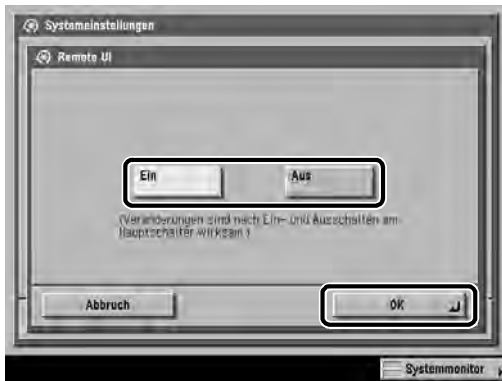 Systemeinstellungen
Remote UI
Ein
Aus
(Veränderungen sind nach Ein- und Ausschalten am
Hauptschalter wirksam.)
Abbruch
OK
Systemmonitor